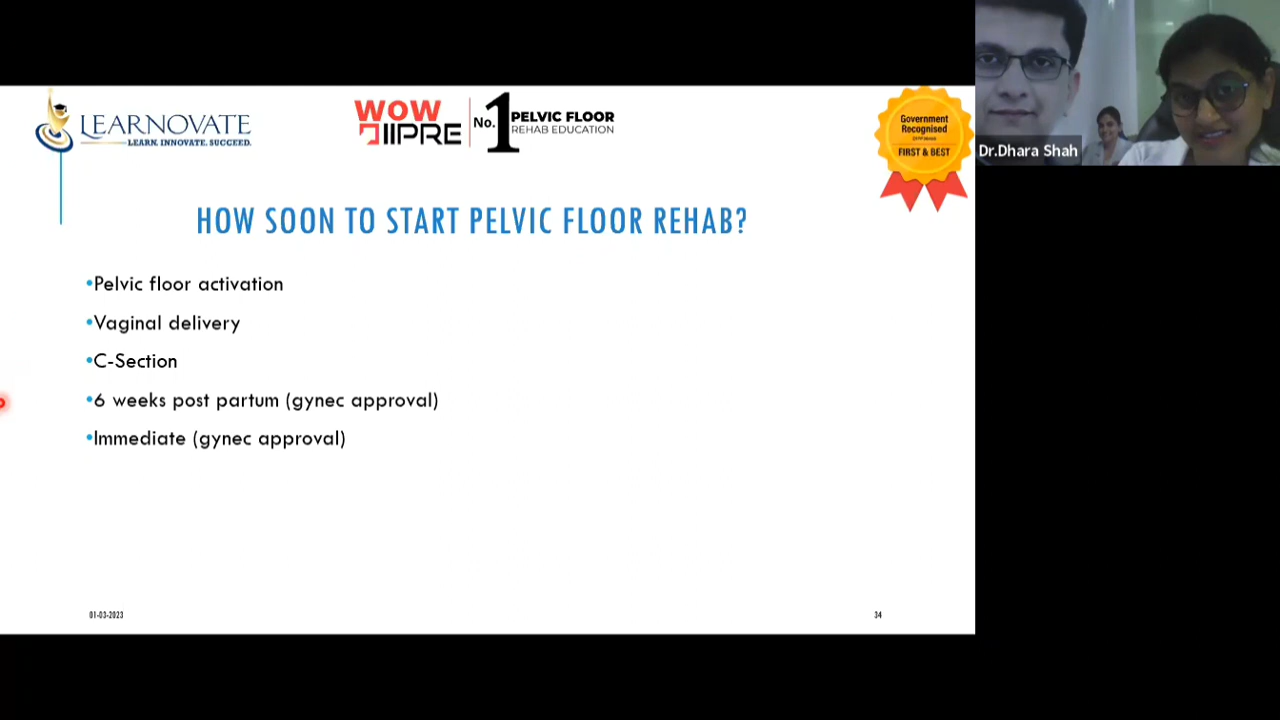 LEARNOVATE
LEARN. INNOVATE. SUCCEED.
WOW
IIPRE
No. 1
PELVIC FLOOR
REHAB EDUCATION
Government
Recognised
FIRST & BEST
Dr.Dhara Shah
HOW SOON TO START PELVIC FLOOR REHAB?
•Pelvic floor activation
•Vaginal delivery
•C-Section
•6 weeks post partum (gynec approval)
•Immediate (gynec approval)
01-03-2023
34